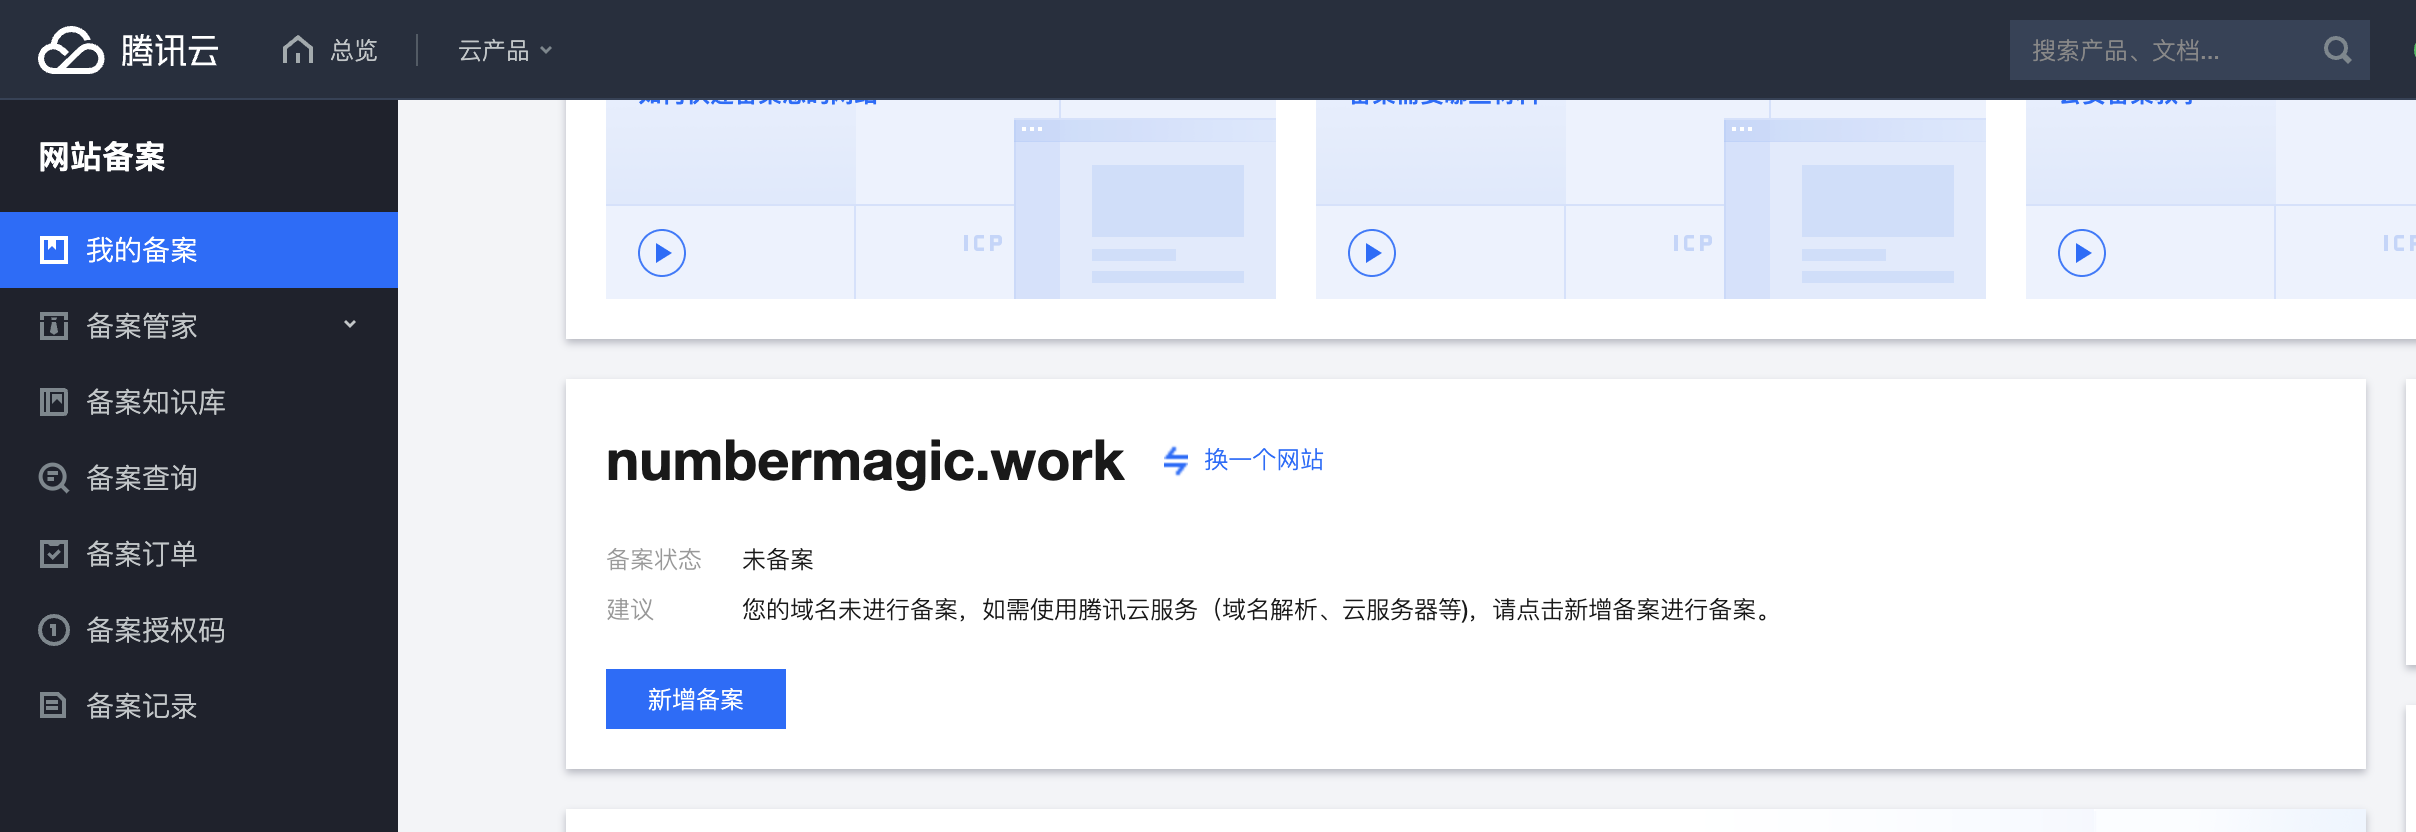 腾讯云
总览
云产品
搜索产品、文档...
网站备案
我的备案
备案管家
备案知识库
备案查询
备案订单
备案授权码
备案记录
ICP
ICP
numbermagic.work
换一个网站
备案状态 未备案
建议 您的域名未进行备案，如需使用腾讯云服务（域名解析、云服务器等)，请点击新增备案进行备案。
新增备案